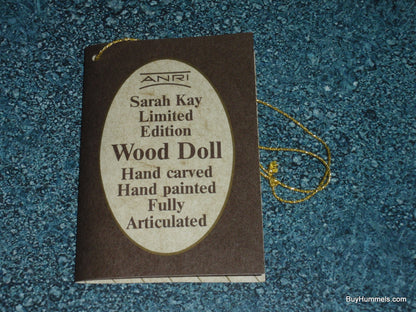 ANRI
Sarah Kay
Limited
Edition
Wood Doll
Hand carved
Hand painted
Fully
Articulated
BuyHummels.com